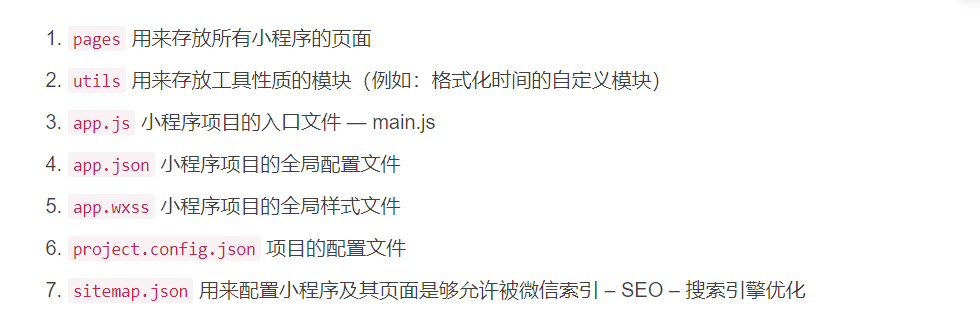 1. pages 用来存放所有小程序的页面
2. utils 用来存放工具性质的模块（例如：格式化时间的自定义模块）
3. app.js 小程序项目的入口文件 — main.js
4. app.json 小程序项目的全局配置文件
5. app.wxss 小程序项目的全局样式文件
6. project.config.json 项目的配置文件
7. sitemap.json 用来配置小程序及其页面是够允许被微信索引 – SEO – 搜索引擎优化